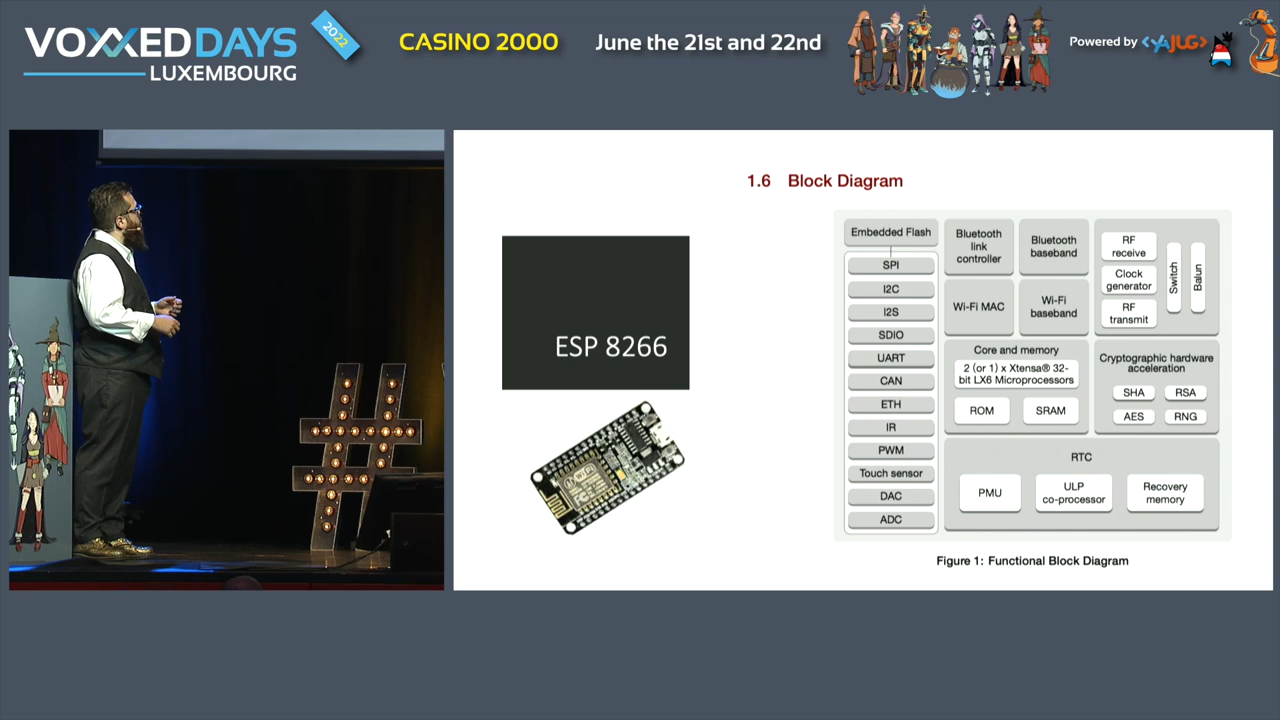 VOXXEDDAYS
LUXEMBOURG
2022
CASINO 2000
June the 21st and 22nd
Powered by <YAJUG>
1.6 Block Diagram
ESP 8266
WiFi
Embedded Flash
SPI
I2C
I2S
SDIO
UART
CAN
ETH
IR
PWM
Touch sensor
DAC
ADC
Bluetooth
link
controller
Bluetooth
baseband
Wi-Fi MAC
Wi-Fi
baseband
RF
receive
Clock
generator
RF
transmit
Switch
Balun
Core and memory
2 (or 1) x Xtensa® 32-
bit LX6 Microprocessors
ROM
SRAM
Cryptographic hardware
acceleration
SHA
RSA
AES
RNG
RTC
PMU
ULP
co-processor
Recovery
memory
Figure 1: Functional Block Diagram